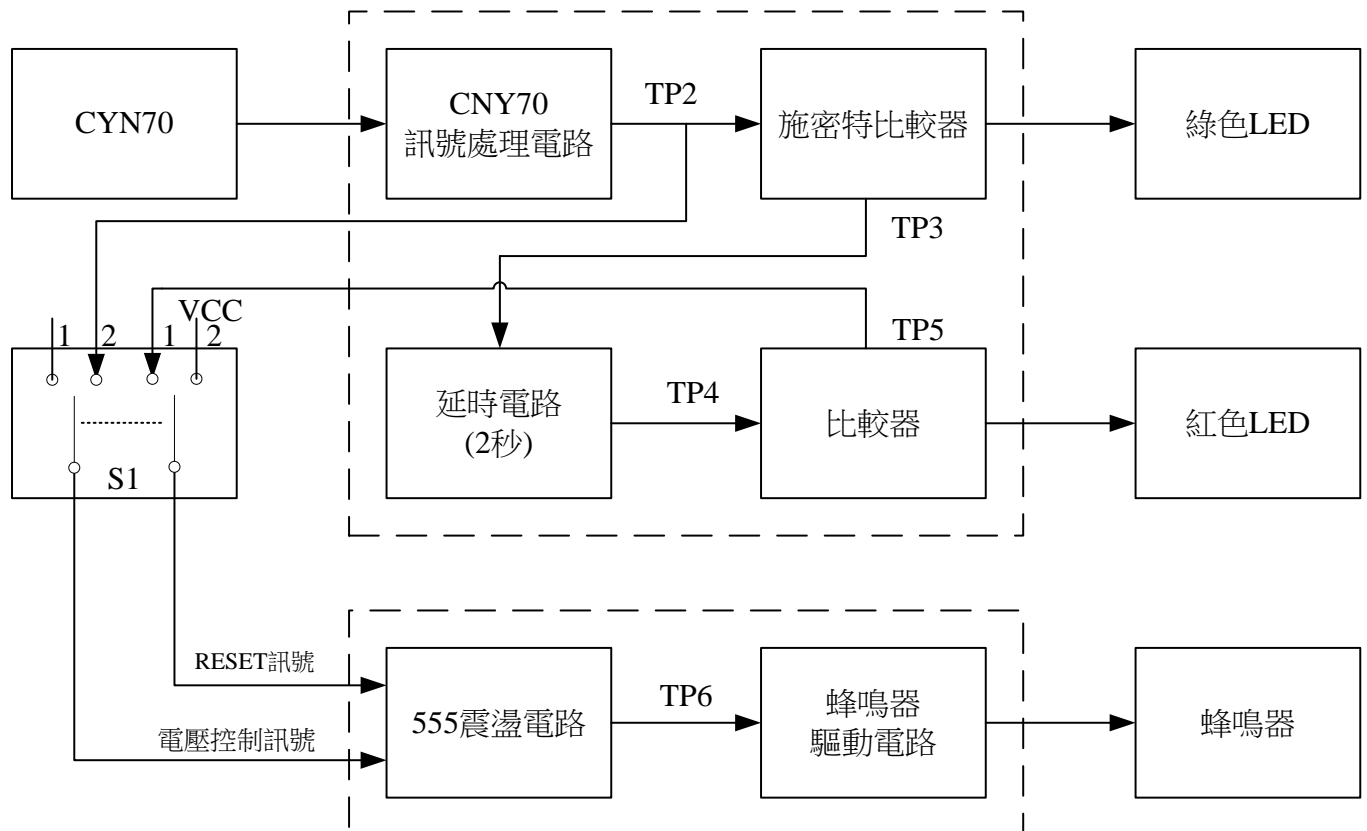 CYN70
CNY70
訊號處理電路
TP2
施密特比較器
綠色LED
TP3
VCC
1
2
1
2
TP5
S1
延時電路
(2秒)
TP4
比較器
紅色LED
RESET訊號
電壓控制訊號
555震盪電路
TP6
蜂鳴器
驅動電路
蜂鳴器